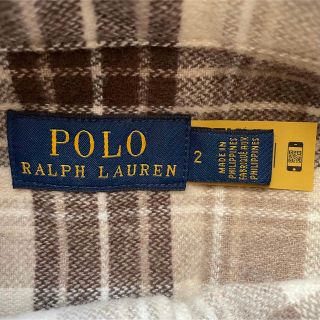 POLO
RALPH LAUREN
2
MADE IN
PHILIPPINES
FABRIQUÉ AUX
PHILIPPINES